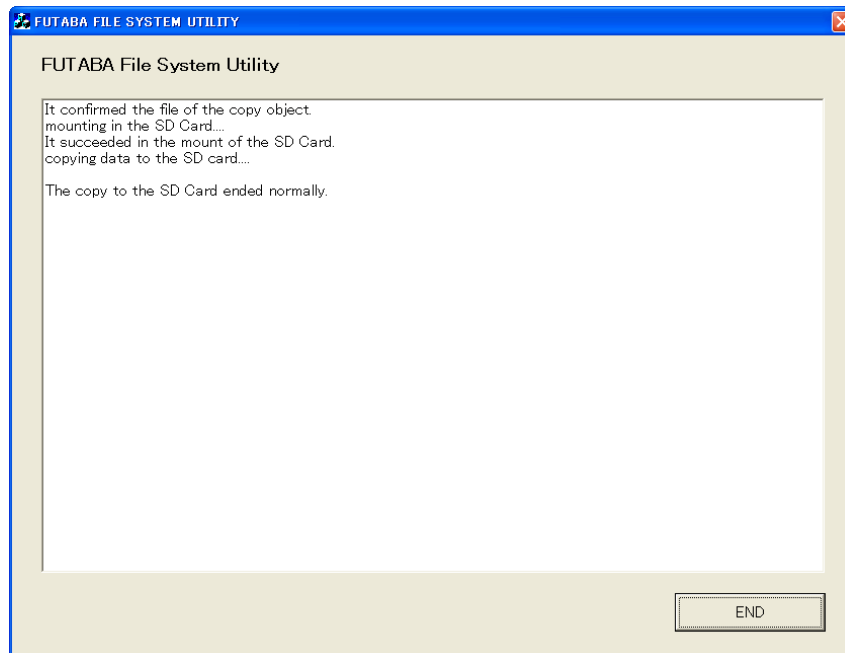 FUTABA FILE SYSTEM UTILITY
FUTABA File System Utility
It confirmed the file of the copy object.
mounting in the SD Card....
It succeeded in the mount of the SD Card.
copying data to the SD card....
The copy to the SD Card ended normally.
END